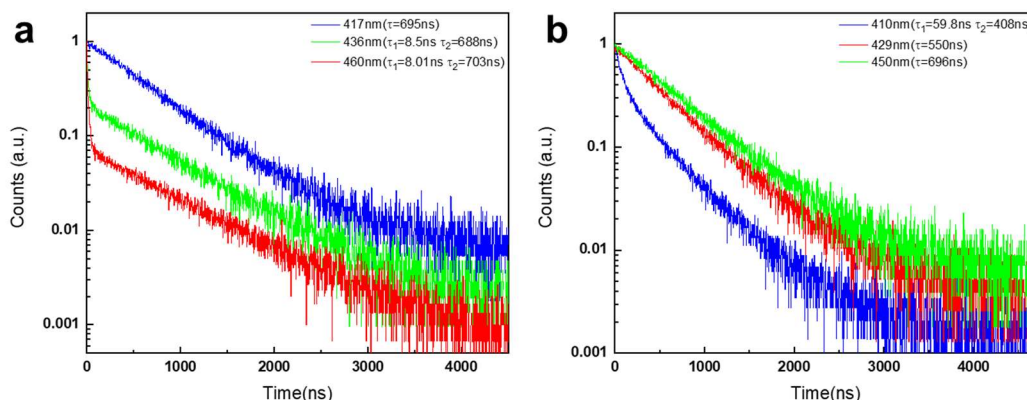 a
417nm(τ=695ns)
436nm(τ₁=8.5ns τ₂=688ns)
460nm(τ₁=8.01ns τ₂=703ns)
1
0.1
0.01
0.001
Counts (a.u.)
0 1000 2000 3000 4000
Time(ns)
b
410nm(τ₁=59.8ns τ₂=408ns
429nm(τ=550ns)
450nm(τ=696ns)
1
0.1
0.01
0.001
Counts (a.u.)
0 1000 2000 3000 4000
Time(ns)